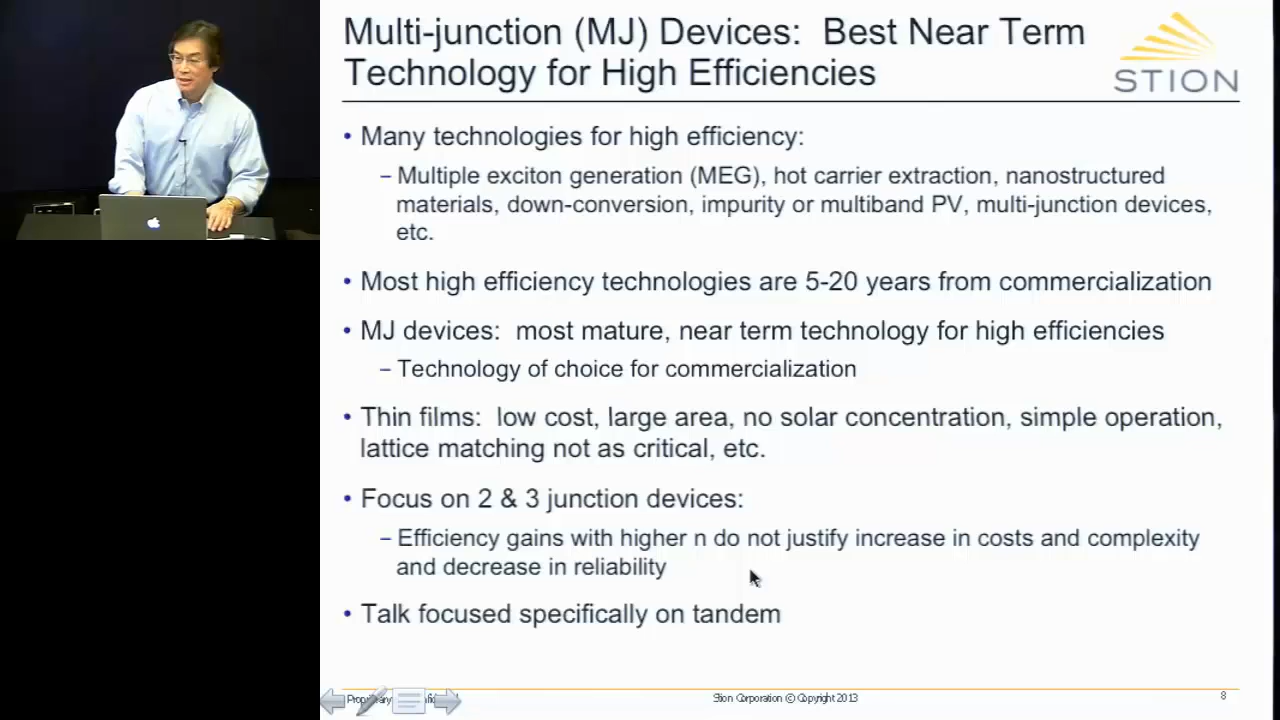 Multi-junction (MJ) Devices: Best Near Term
Technology for High Efficiencies
STION
• Many technologies for high efficiency:
– Multiple exciton generation (MEG), hot carrier extraction, nanostructured
materials, down-conversion, impurity or multiband PV, multi-junction devices,
etc.
• Most high efficiency technologies are 5-20 years from commercialization
• MJ devices: most mature, near term technology for high efficiencies
– Technology of choice for commercialization
• Thin films: low cost, large area, no solar concentration, simple operation,
lattice matching not as critical, etc.
• Focus on 2 & 3 junction devices:
– Efficiency gains with higher n do not justify increase in costs and complexity
and decrease in reliability
• Talk focused specifically on tandem
Stion Corporation © Copyright 2013
8